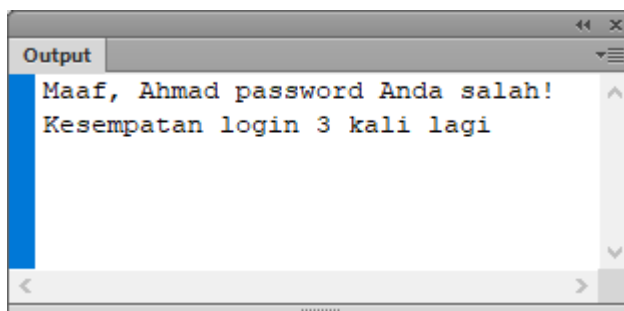 Output
Maaf, Ahmad password Anda salah!
Kesempatan login 3 kali lagi